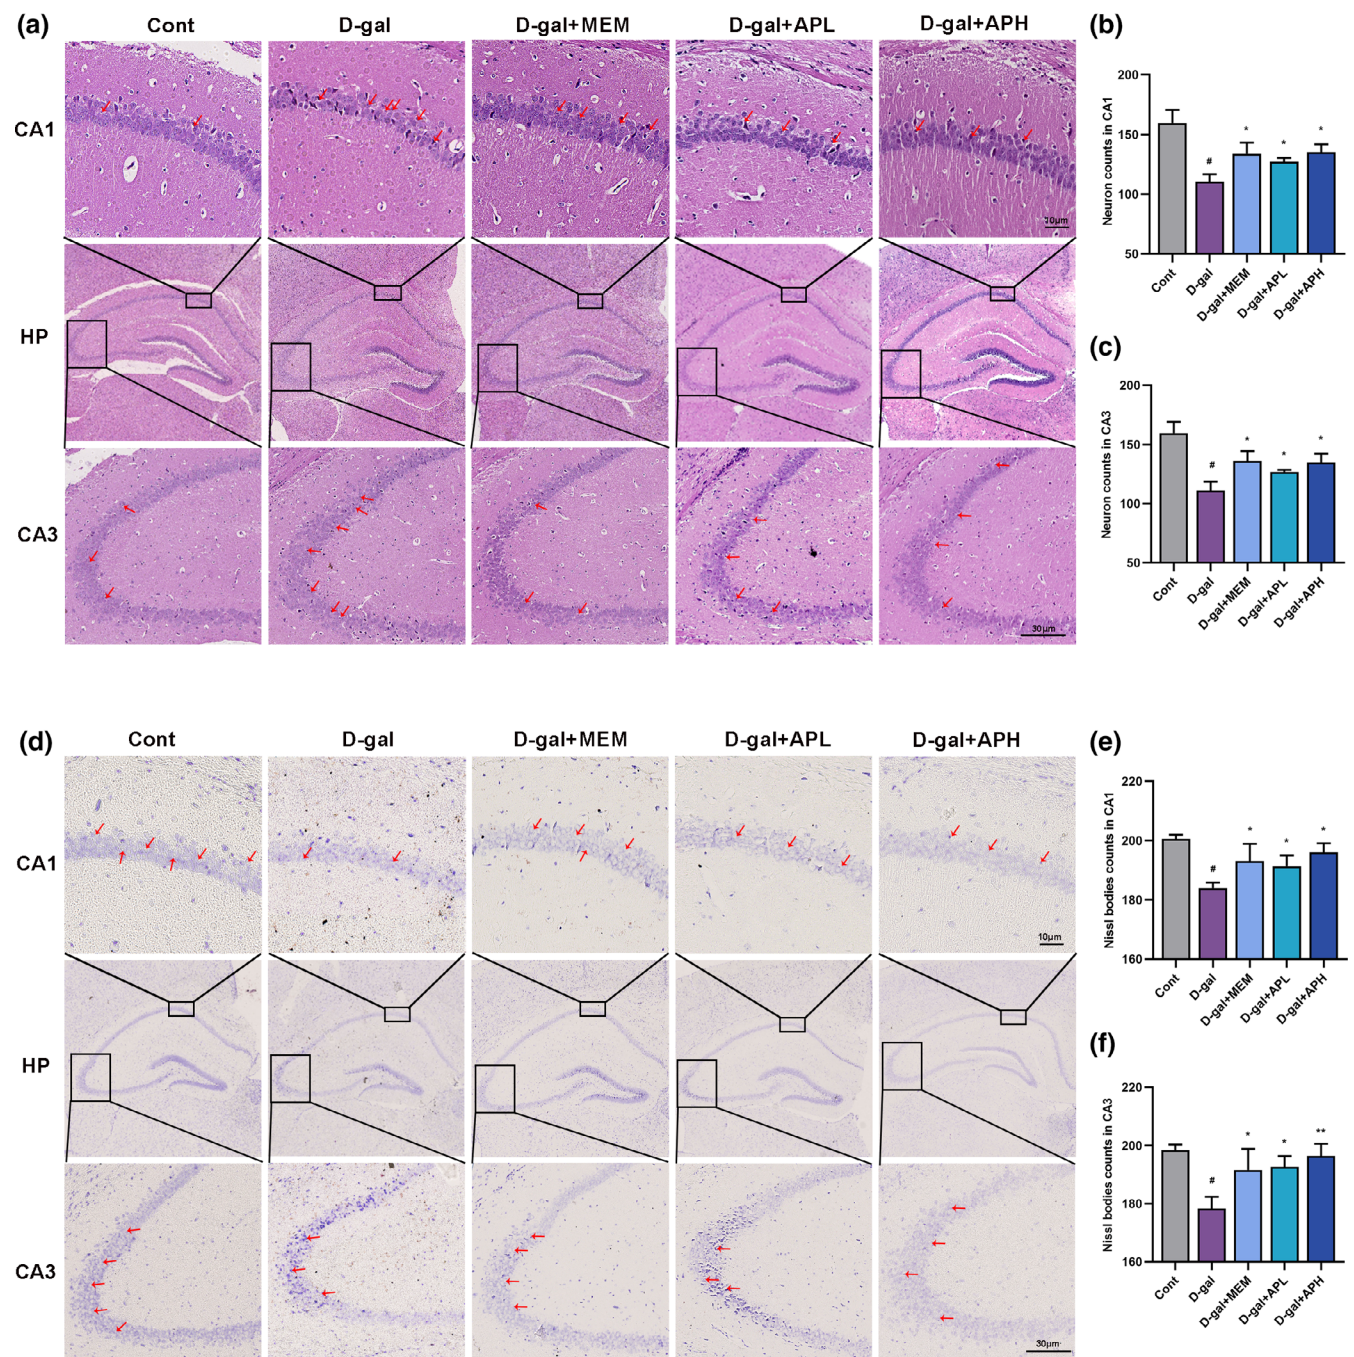 (a)
Cont D-gal D-gal+MEM D-gal+APL D-gal+APH
CA1
10μm
HP
CA3
30μm
(b)
Neuron counts in CA1
200
150
100
50
# * * *
Cont D-gal D-gal+MEM D-gal+APL D-gal+APH
(c)
Neuron counts in CA3
200
150
100
50
# * * *
Cont D-gal D-gal+MEM D-gal+APL D-gal+APH
(d)
Cont D-gal D-gal+MEM D-gal+APL D-gal+APH
CA1
10μm
HP
CA3
30μm
(e)
Nissl bodies counts in CA1
220
200
180
160
# * * *
Cont D-gal D-gal+MEM D-gal+APL D-gal+APH
(f)
Nissl bodies counts in CA3
220
200
180
160
# * * **
Cont D-gal D-gal+MEM D-gal+APL D-gal+APH